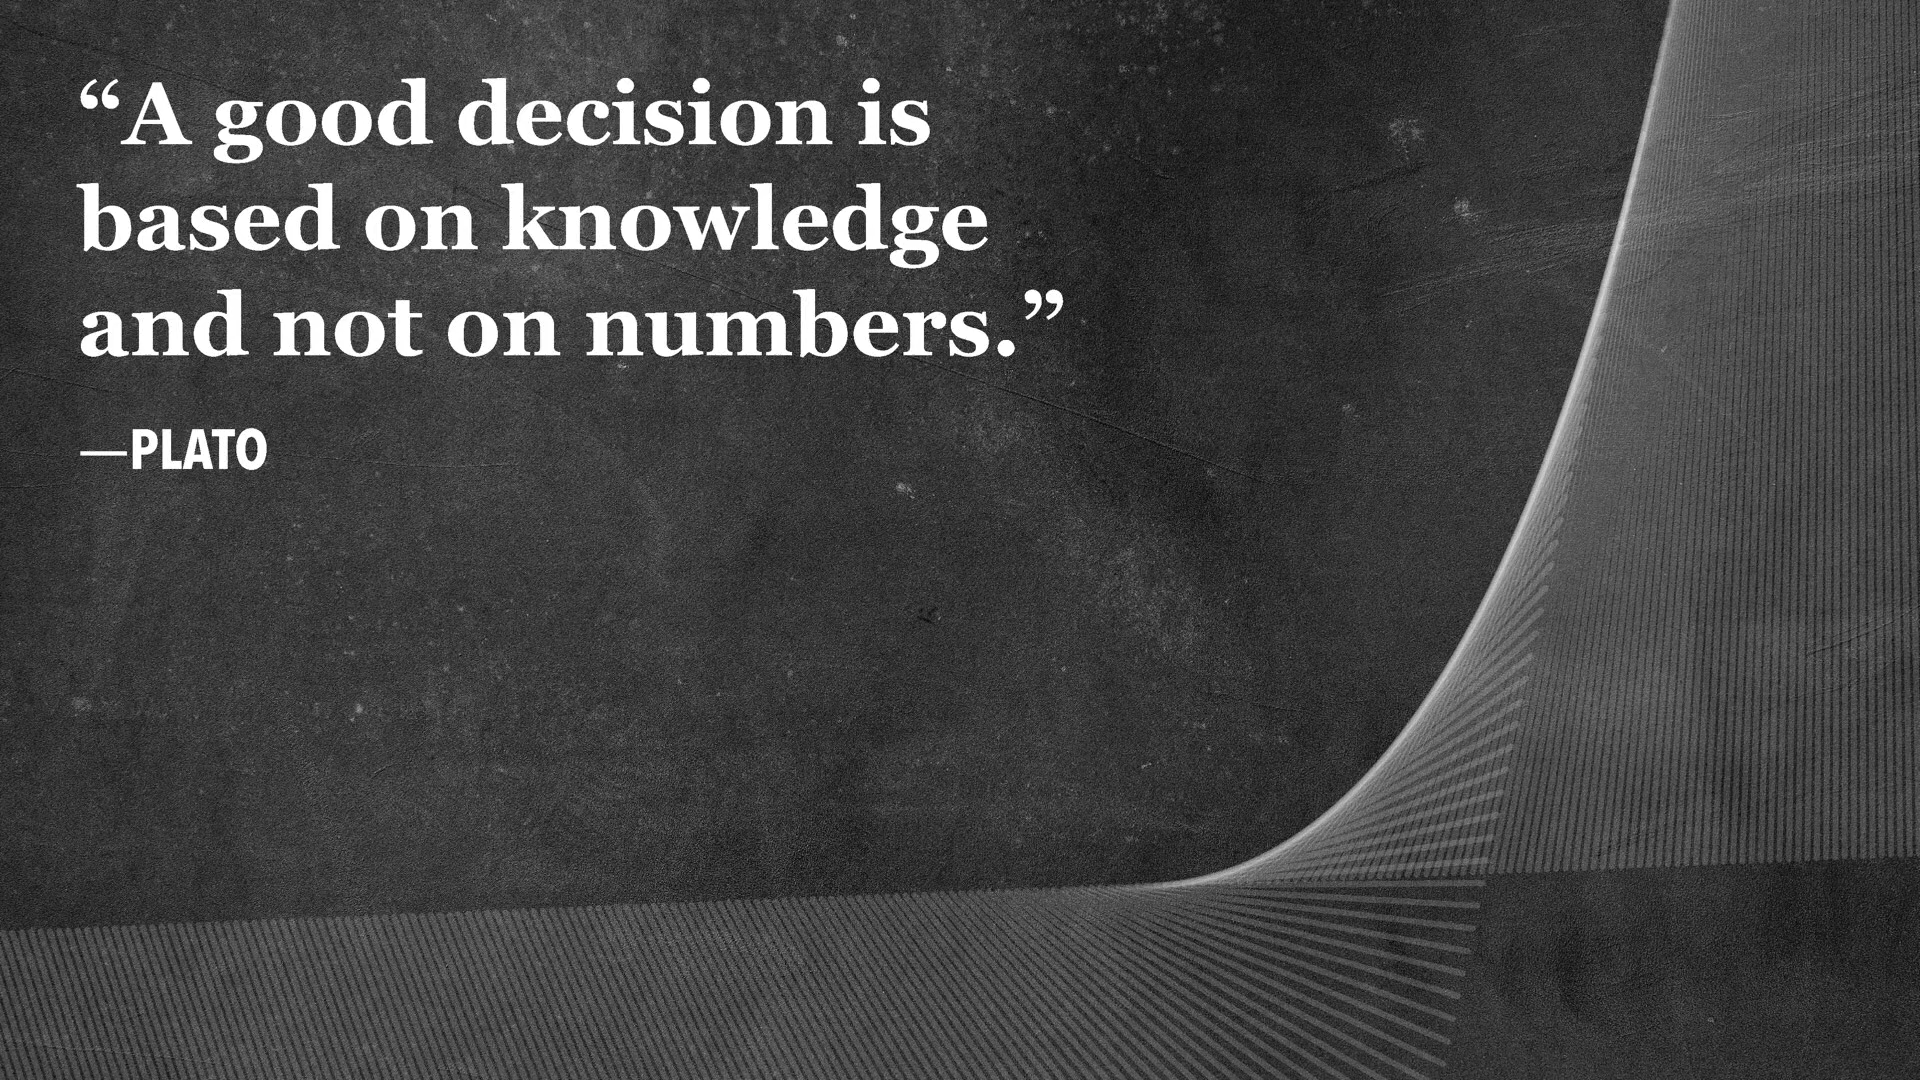 “A good decision is
based on knowledge
and not on numbers.”
—PLATO